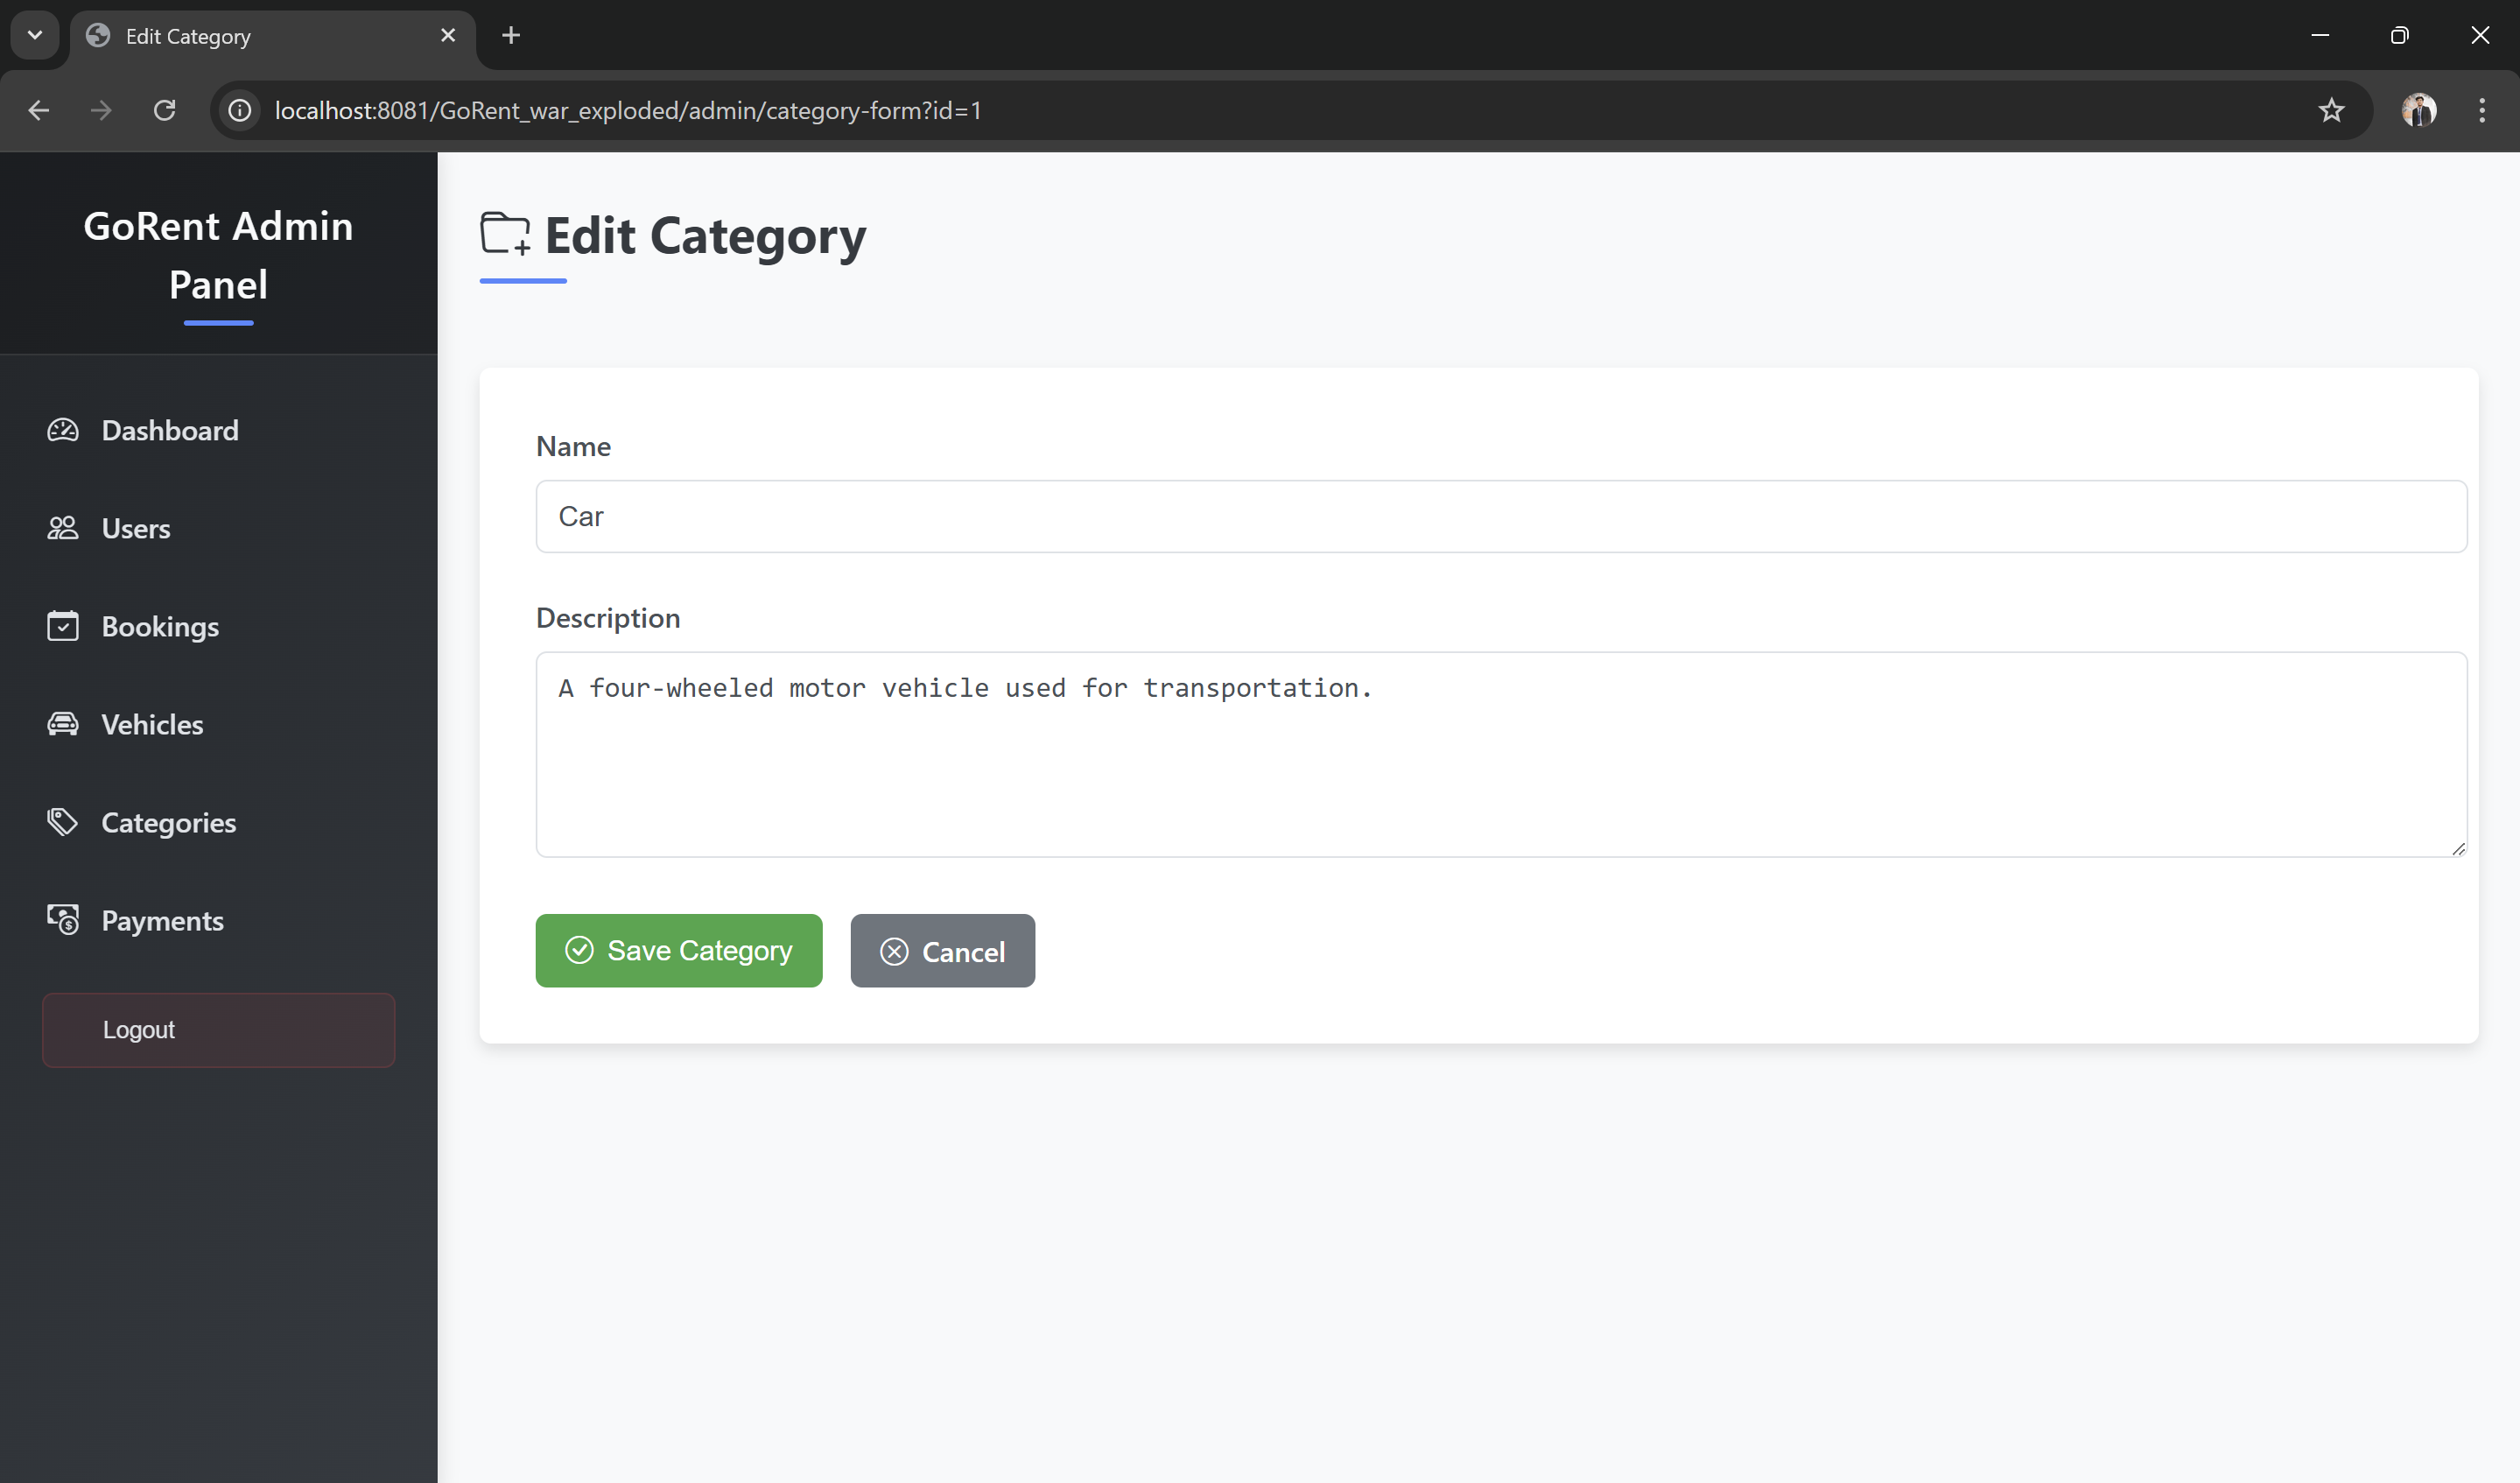 Edit Category
localhost:8081/GoRent_war_exploded/admin/category-form?id=1
GoRent Admin
Panel
Dashboard
Users
Bookings
Vehicles
Categories
Payments
Logout
Edit Category
Name
Car
Description
A four-wheeled motor vehicle used for transportation.
Save Category
Cancel